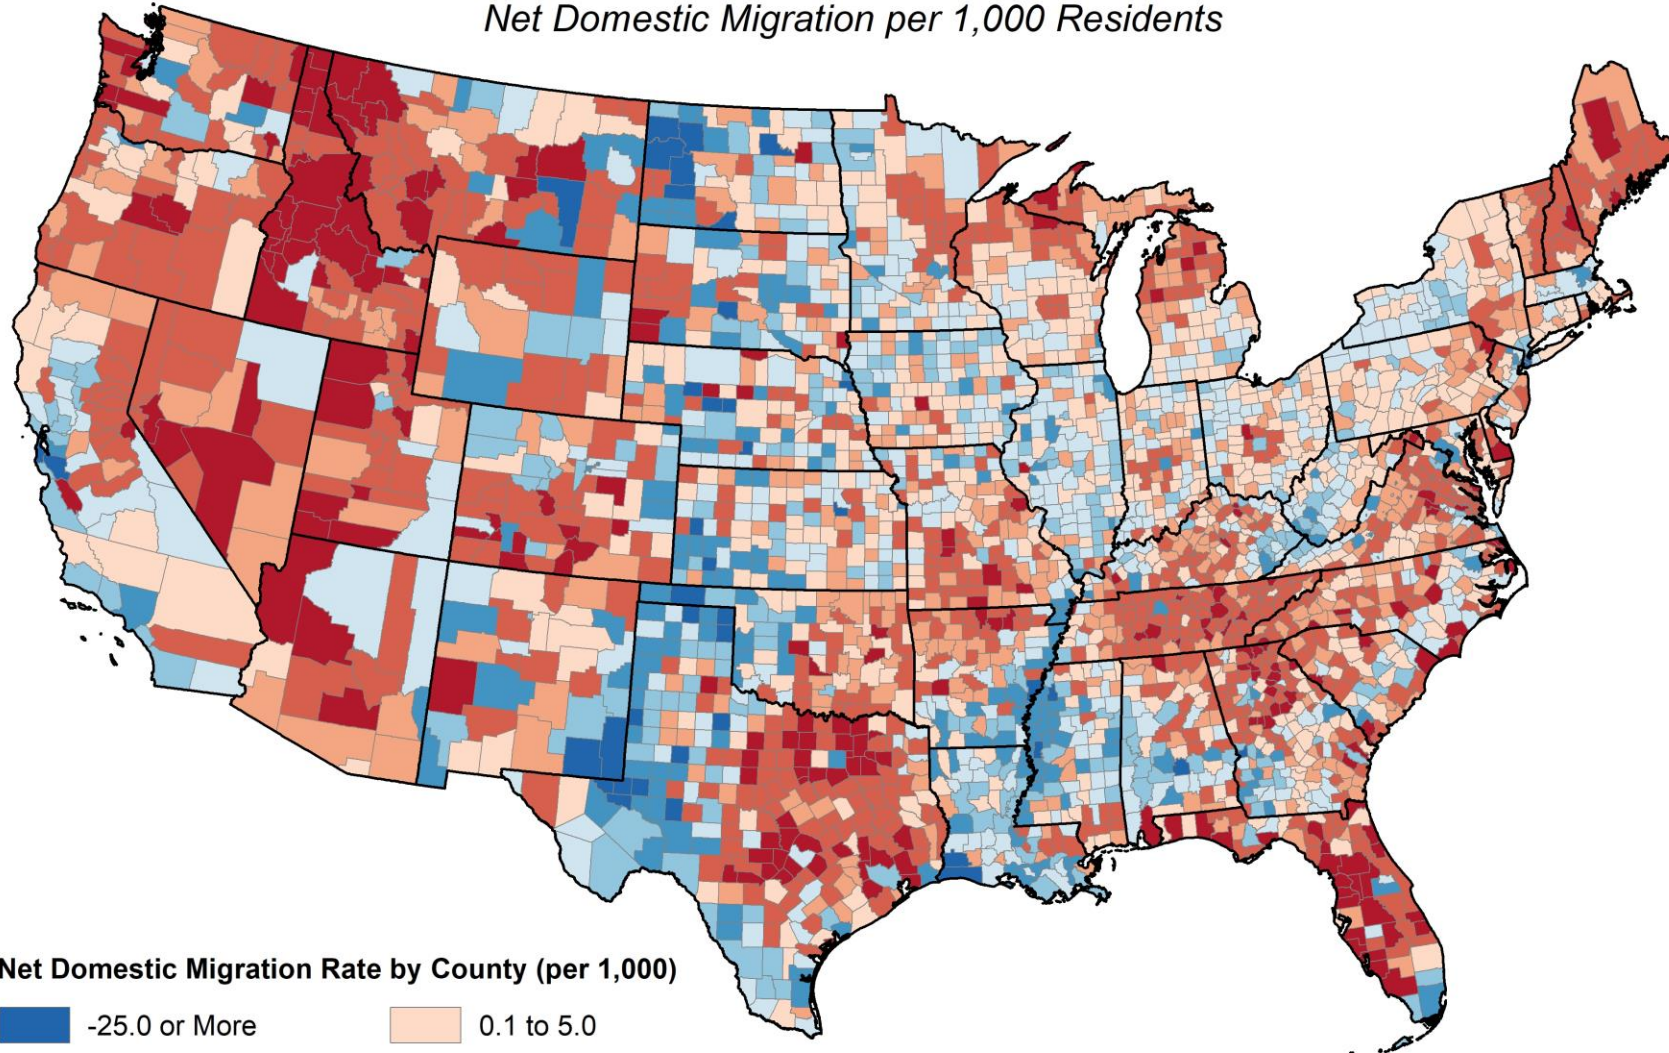 Net Domestic Migration per 1,000 Residents
Net Domestic Migration Rate by County (per 1,000)
-25.0 or More
0.1 to 5.0